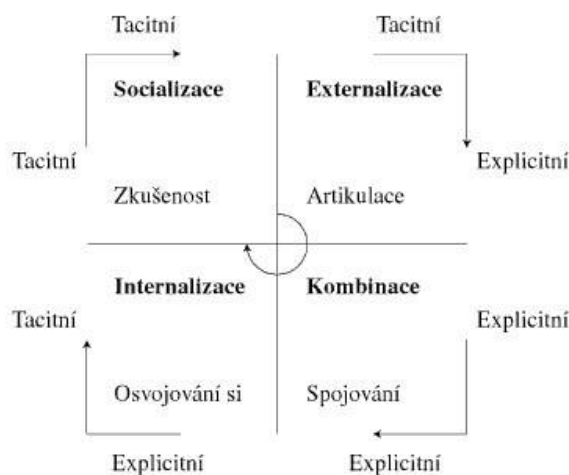 Tacitní
Tacitní
Socializace
Externalizace
Tacitní
Explicitní
Zkušenost
Artikulace
Internalizace
Kombinace
Tacitní
Explicitní
Osvojování si
Spojování
Explicitní
Explicitní